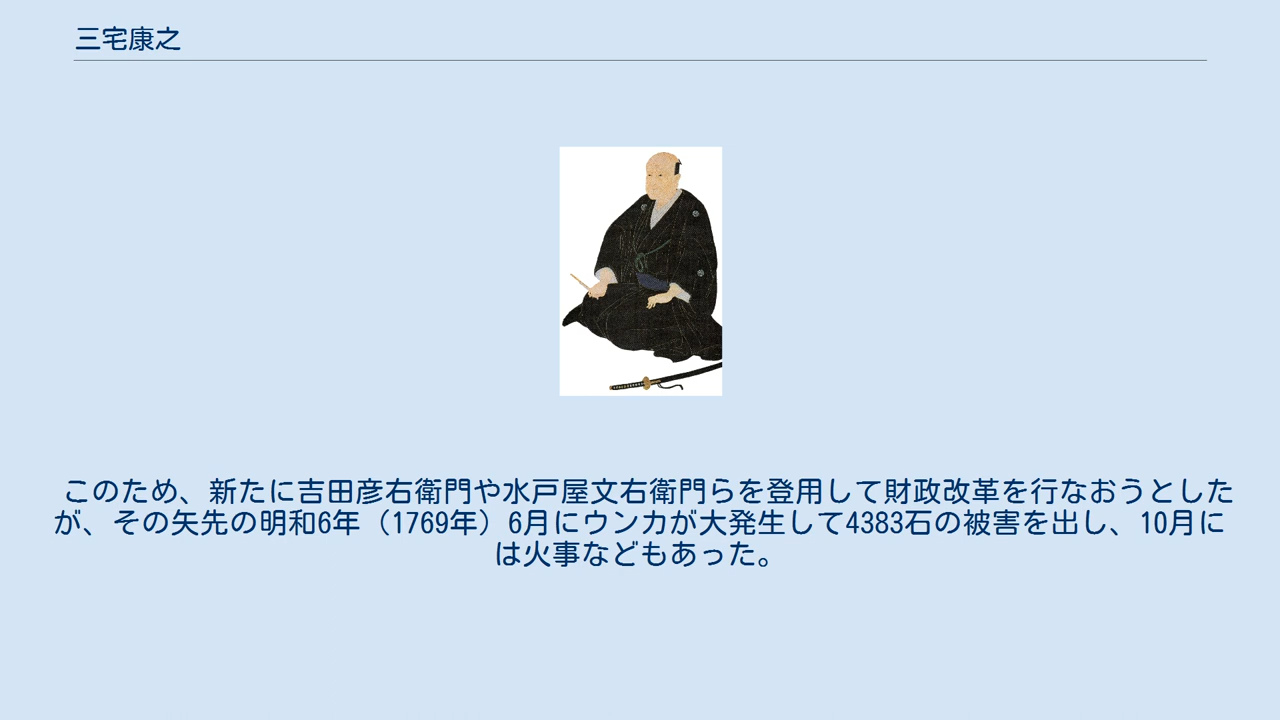 三宅康之
このため、新たに吉田彦右衛門や水戸屋文右衛門らを登用して財政改革を行なおうとした
が、その矢先の明和6年（1769年）6月にウンカが大発生して4383石の被害を出し、10月に
は火事などもあった。